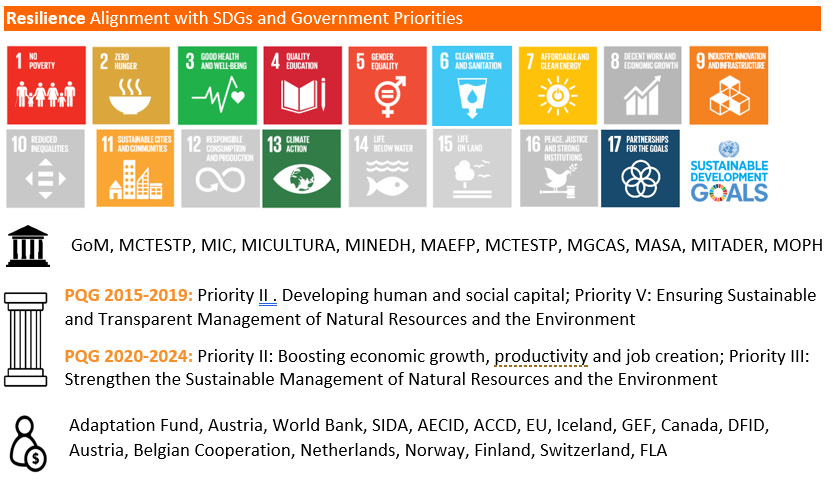 Resilience Alignment with SDGs and Government Priorities
1 NO POVERTY
2 ZERO HUNGER
3 GOOD HEALTH AND WELL-BEING
4 QUALITY EDUCATION
5 GENDER EQUALITY
6 CLEAN WATER AND SANITATION
7 AFFORDABLE AND CLEAN ENERGY
8 DECENT WORK AND ECONOMIC GROWTH
9 INDUSTRY, INNOVATION AND INFRASTRUCTURE
10 REDUCED INEQUALITIES
11 SUSTAINABLE CITIES AND COMMUNITIES
12 RESPONSIBLE CONSUMPTION AND PRODUCTION
13 CLIMATE ACTION
14 LIFE BELOW WATER
15 LIFE ON LAND
16 PEACE, JUSTICE AND STRONG INSTITUTIONS
17 PARTNERSHIPS FOR THE GOALS
SUSTAINABLE
DEVELOPMENT
GOALS
GoM, MCTESTP, MIC, MICULTURA, MINEDH, MAEFP, MCTESTP, MGCAS, MASA, MITADER, MOPH
PQG 2015-2019: Priority II . Developing human and social capital; Priority V: Ensuring Sustainable
and Transparent Management of Natural Resources and the Environment
PQG 2020-2024: Priority II: Boosting economic growth, productivity and job creation; Priority III:
Strengthen the Sustainable Management of Natural Resources and the Environment
Adaptation Fund, Austria, World Bank, SIDA, AECID, ACCD, EU, Iceland, GEF, Canada, DFID,
Austria, Belgian Cooperation, Netherlands, Norway, Finland, Switzerland, FLA